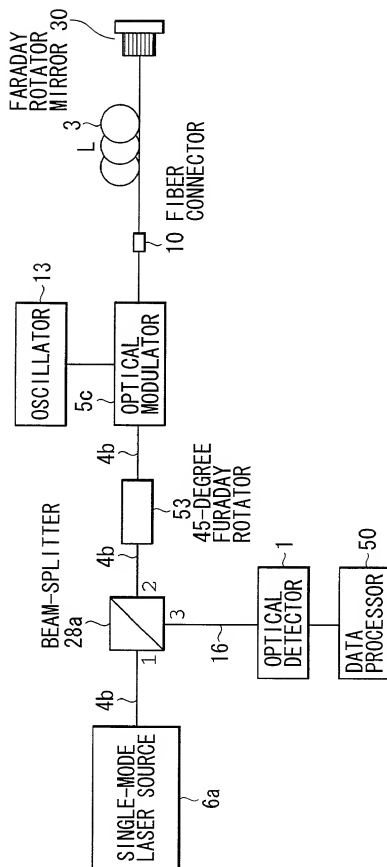 SINGLE-MODE
LASER SOURCE
6a
4b
BEAM-SPLITTER
28a
1
2
3
4b
53
45-DEGREE
FURADAY
ROTATOR
4b
16
OPTICAL
DETECTOR
1
DATA
PROCESSOR
50
OSCILLATOR
13
5c
OPTICAL
MODULATOR
10
FIBER
CONNECTOR
L
3
FARADAY
ROTATOR
MIRROR
30